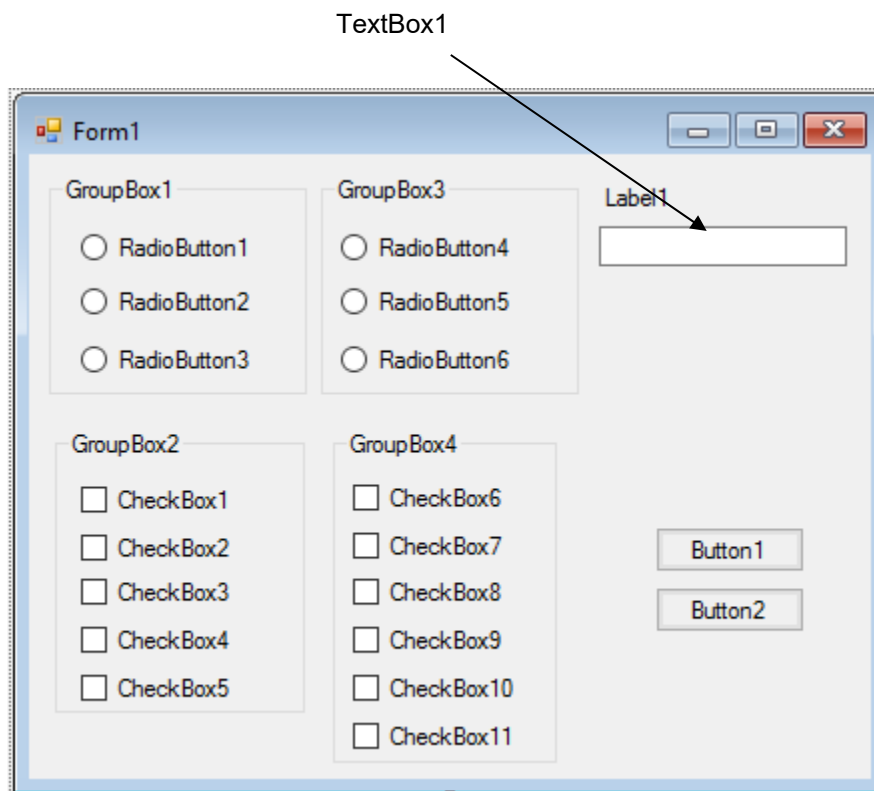 TextBox1
Form1
GroupBox1
RadioButton1
RadioButton2
RadioButton3
GroupBox3
RadioButton4
RadioButton5
RadioButton6
Label1
GroupBox2
CheckBox1
CheckBox2
CheckBox3
CheckBox4
CheckBox5
GroupBox4
CheckBox6
CheckBox7
CheckBox8
CheckBox9
CheckBox10
CheckBox11
Button1
Button2